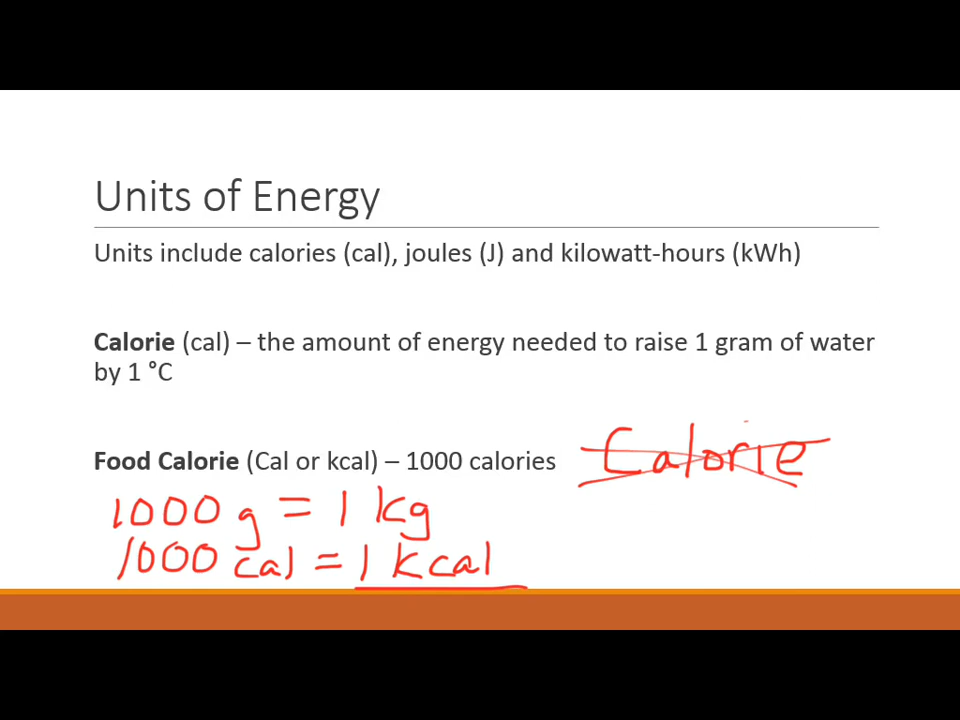 Units of Energy
Units include calories (cal), joules (J) and kilowatt-hours (kWh)
Calorie (cal) – the amount of energy needed to raise 1 gram of water
by 1 °C
Food Calorie (Cal or kcal) – 1000 calories
Calorie
1000 g = 1 kg
1000 cal = 1 kcal